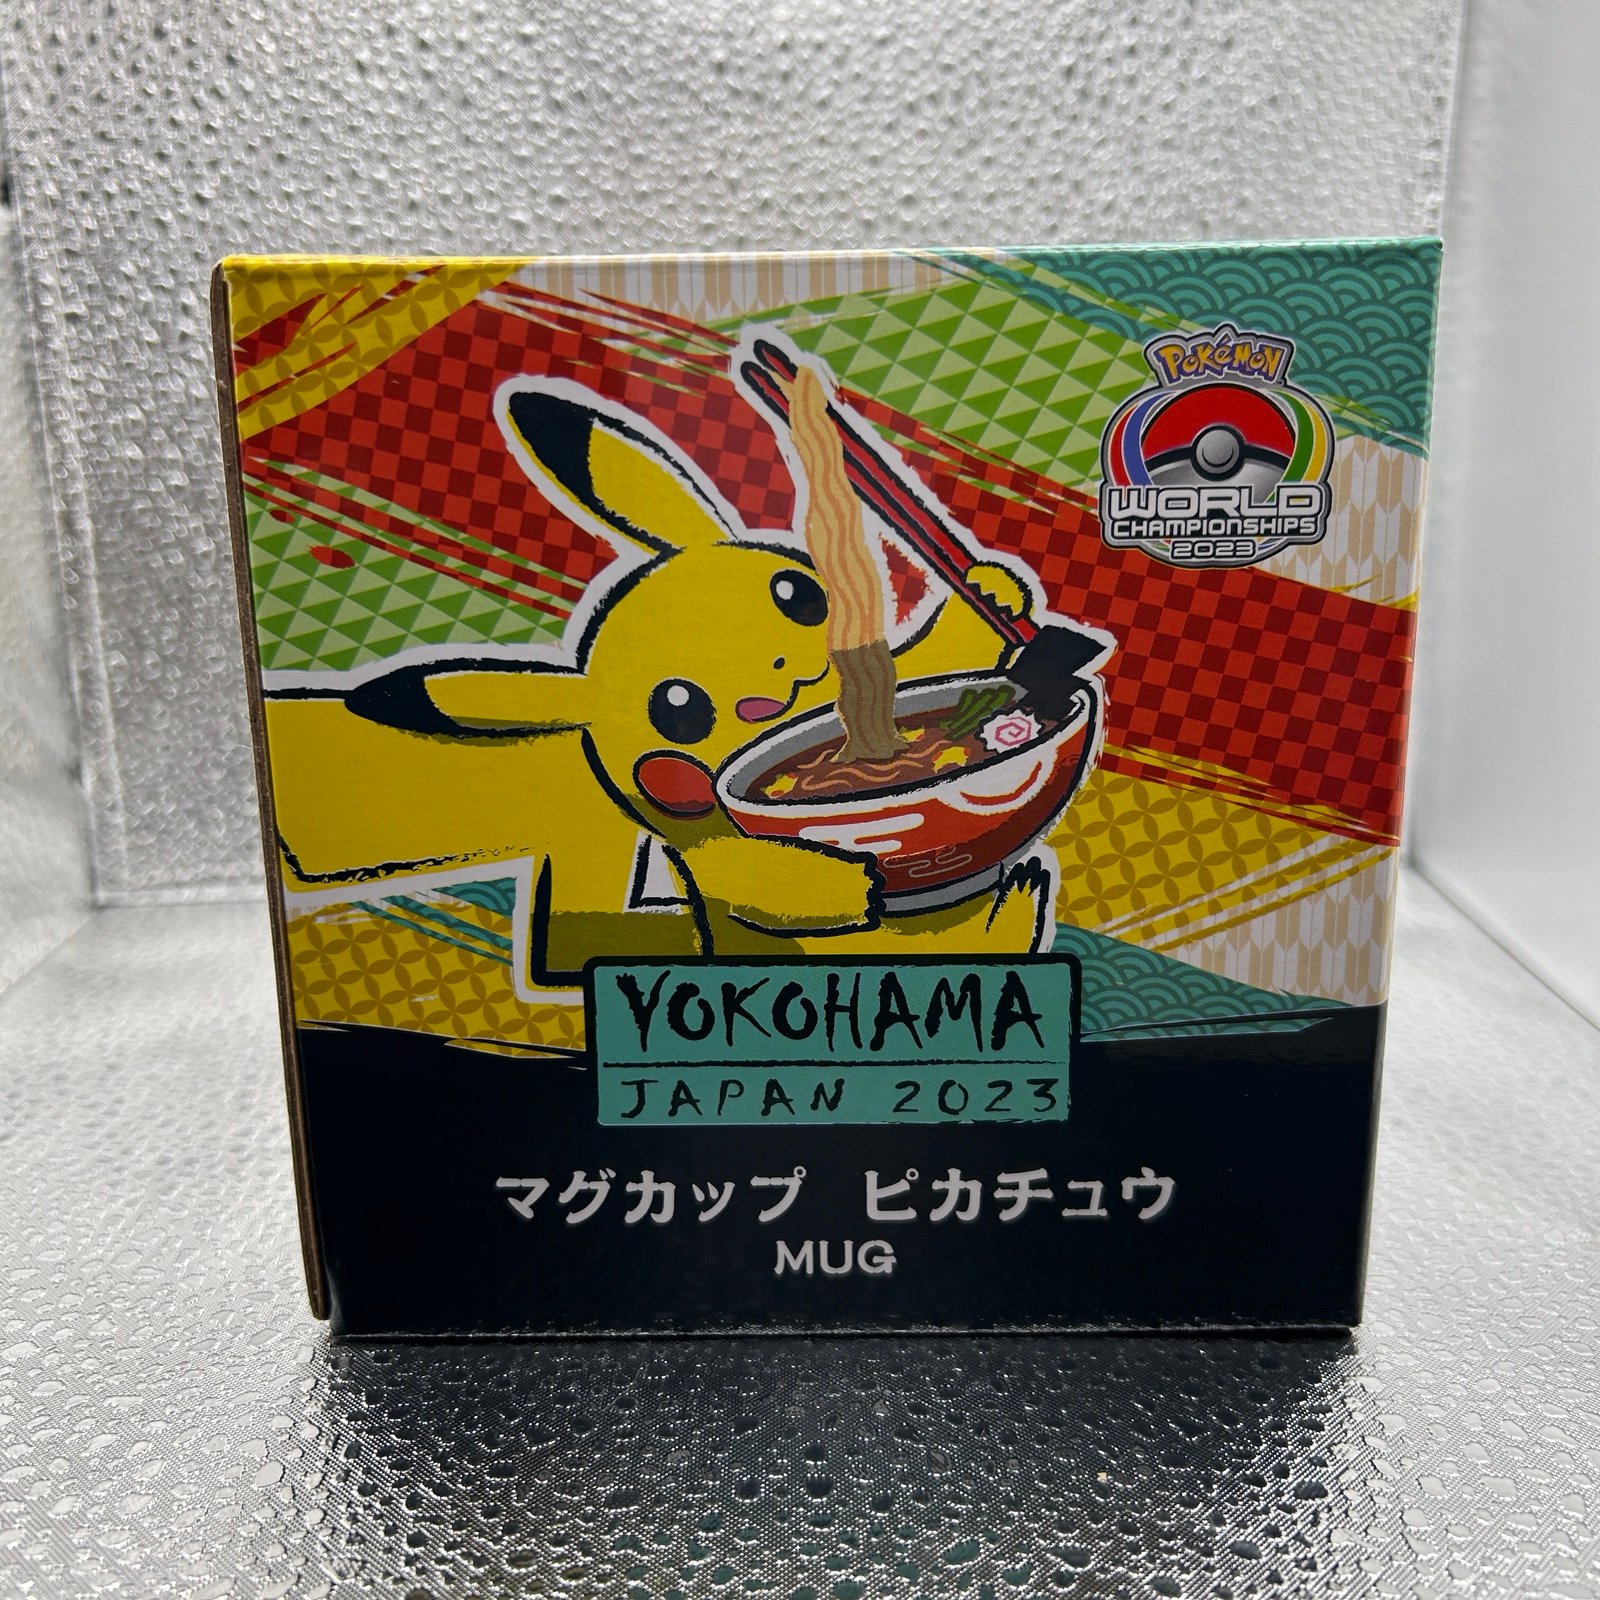 Pokémon
WORLD
CHAMPIONSHIPS
2023
YOKOHAMA
JAPAN 2023
マグカップ ピカチュウ
MUG